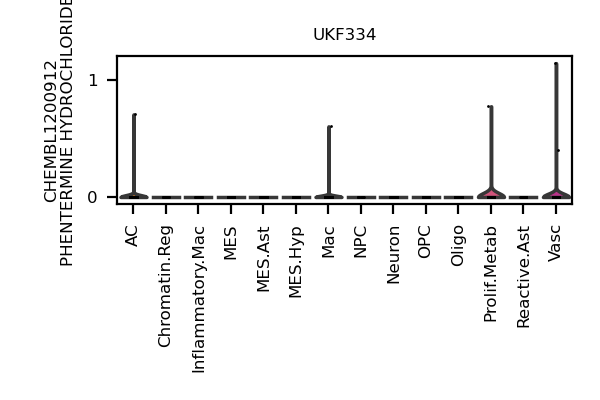 UKF334
CHEMBL1200912
PHENTERMINE HYDROCHLORIDE
1
0
AC
Chromatin.Reg
Inflammatory.Mac
MES
MES.Ast
MES.Hyp
Mac
NPC
Neuron
OPC
Oligo
Prolif.Metab
Reactive.Ast
Vasc